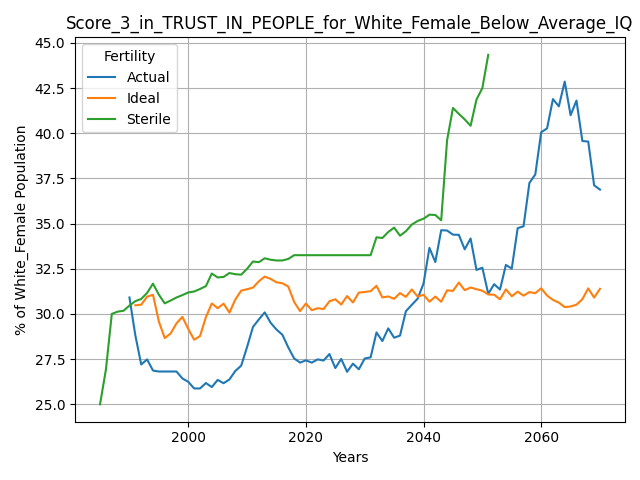 Score_3_in_TRUST_IN_PEOPLE_for_White_Female_Below_Average_IQ
Fertility
Actual
Ideal
Sterile
% of White_Female Population
45.0
42.5
40.0
37.5
35.0
32.5
30.0
27.5
25.0
2000
2020
2040
2060
Years